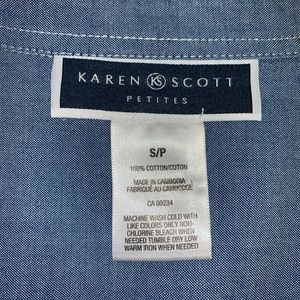 KAREN KS SCOTT
PETITES
S/P
100% COTTON/COTON
MADE IN CAMBODIA
FABRIQUE AU CAMBODGE
CA 00234
MACHINE WASH COLD WITH
LIKE COLORS ONLY NON-
CHLORINE BLEACH WHEN
NEEDED TUMBLE DRY LOW
WARM IRON WHEN NEEDED